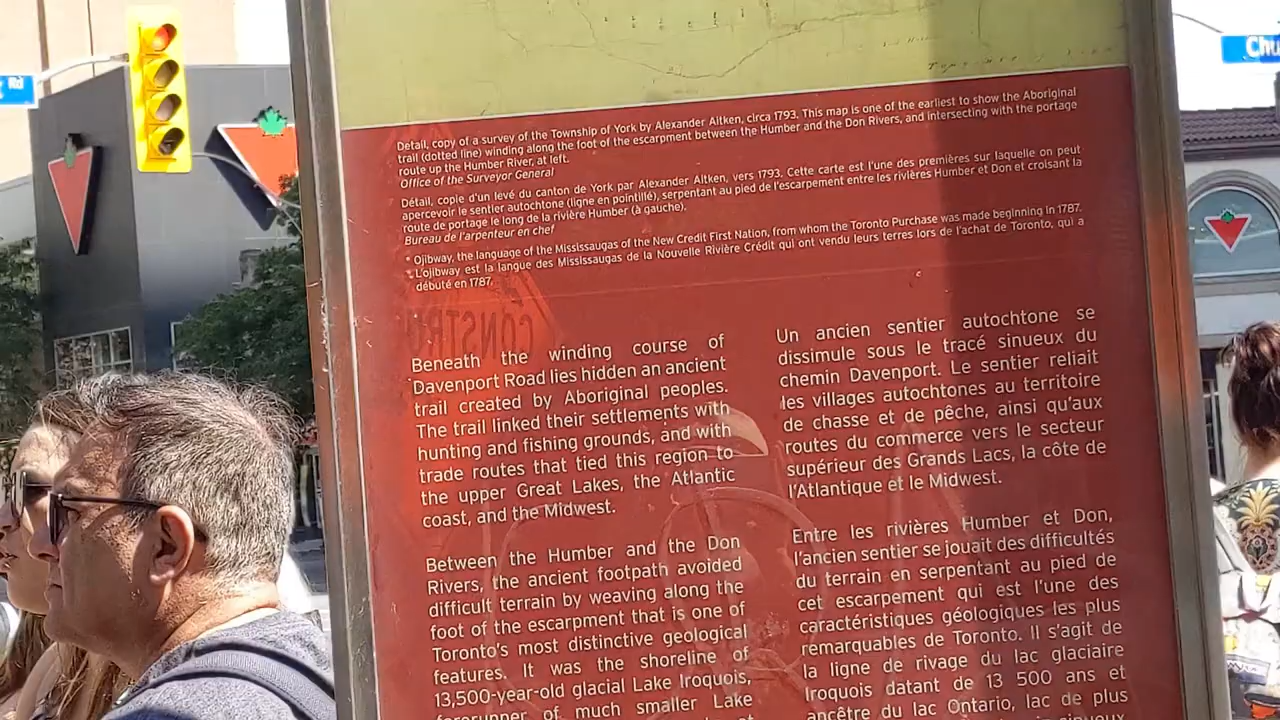 Detail, copy of a survey of the Township of York by Alexander Aitken, circa 1793. This map is one of the earliest to show the Aboriginal
trail (dotted line) winding along the foot of the escarpment between the Humber and the Don Rivers, and intersecting with the portage
route up the Humber River, at left.
Office of the Surveyor General
Détail, copie d'un levé du canton de York par Alexander Aitken, vers 1793. Cette carte est l'une des premières sur laquelle on peut
apercevoir le sentier autochtone (ligne en pointillé), serpentant au pied de l'escarpement entre les rivières Humber et Don et croisant la
route de portage le long de la rivière Humber (à gauche).
Bureau de l'arpenteur en chef
* Ojibway, the language of the Mississaugas of the New Credit First Nation, from whom the Toronto Purchase was made beginning in 1787.
* L'ojibway est la langue des Mississaugas de la Nouvelle Rivière Crédit qui ont vendu leurs terres lors de l'achat de Toronto, qui a
débuté en 1787.
Beneath the winding course of
Davenport Road lies hidden an ancient
trail created by Aboriginal peoples.
The trail linked their settlements with
hunting and fishing grounds, and with
trade routes that tied this region to
the upper Great Lakes, the Atlantic
coast, and the Midwest.
Between the Humber and the Don
Rivers, the ancient footpath avoided
difficult terrain by weaving along the
foot of the escarpment that is one of
Toronto's most distinctive geological
features. It was the shoreline of
13,500-year-old glacial Lake Iroquois,
forerunner of much smaller Lake
Un ancien sentier autochtone se
dissimule sous le tracé sinueux du
chemin Davenport. Le sentier reliait
les villages autochtones au territoire
de chasse et de pêche, ainsi qu'aux
routes du commerce vers le secteur
supérieur des Grands Lacs, la côte de
l'Atlantique et le Midwest.
Entre les rivières Humber et Don,
l'ancien sentier se jouait des difficultés
du terrain en serpentant au pied de
cet escarpement qui est l'une des
caractéristiques géologiques les plus
remarquables de Toronto. Il s'agit de
la ligne de rivage du lac glaciaire
Iroquois datant de 13 500 ans et
ancêtre du lac Ontario, lac de plus
Rd